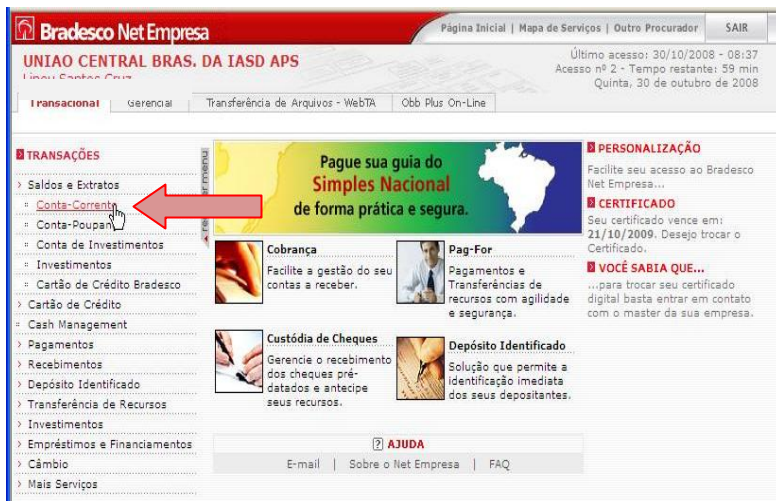 Bradesco Net Empresa
Página Inicial | Mapa de Serviços | Outro Procurador
SAIR
UNIAO CENTRAL BRAS. DA IASD APS
Último acesso: 30/10/2008 - 08:37
Acesso nº 2 - Tempo restante: 59 min
Quinta, 30 de outubro de 2008
Transacional
Gerencial
Transferência de Arquivos - WebTA
Obb Plus On-Line
TRANSAÇÕES
Saldos e Extratos
Conta-Corrente
Conta-Poupan
Conta de Investimentos
Investimentos
Cartão de Crédito Bradesco
Cartão de Crédito
Cash Management
Pagamentos
Recebimentos
Depósito Identificado
Transferência de Recursos
Investimentos
Empréstimos e Financiamentos
Câmbio
Mais Serviços
menu
Pague sua guia do
Simples Nacional
de forma prática e segura.
Cobrança
Facilite a gestão do seu
contas a receber.
Pag-For
Pagamentos e
Transferências de
recursos com agilidade
e segurança.
Custódia de Cheques
Gerencie o recebimento
dos cheques pré-
datados e antecipe
seus recursos.
Depósito Identificado
Solução que permite a
identificação imediata
dos seus depositantes.
? AJUDA
E-mail | Sobre o Net Empresa | FAQ
PERSONALIZAÇÃO
Facilite seu acesso ao Bradesco
Net Empresa...
CERTIFICADO
Seu certificado vence em:
21/10/2009. Desejo trocar o
Certificado.
VOCÊ SABIA QUE...
...para trocar seu certificado
digital basta entrar em contato
com o master da sua empresa.